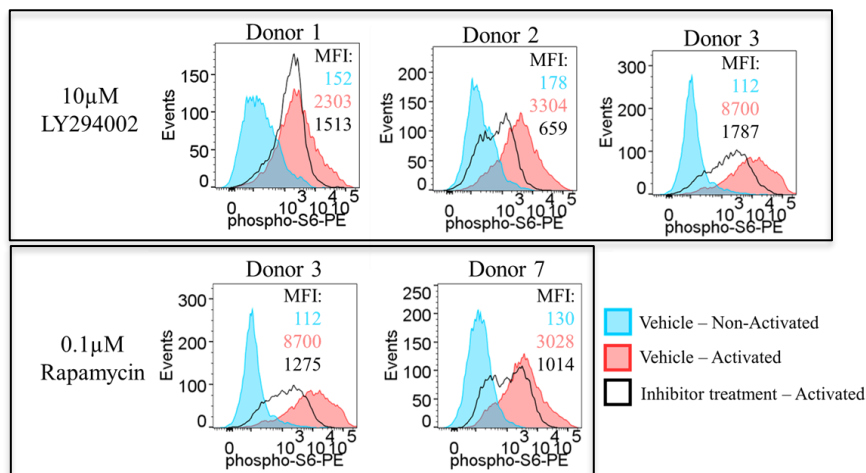 10µM
LY294002
Donor 1
MFI:
152
2303
1513
Events
150
100
50
0
0 10³ 10⁴ 10⁵
phospho-S6-PE
Donor 2
MFI:
178
3304
659
Events
200
150
100
50
0
0 10³ 10⁴ 10⁵
phospho-S6-PE
Donor 3
MFI:
112
8700
1787
Events
300
200
100
0
0 10³ 10⁴ 10⁵
phospho-S6-PE
0.1µM
Rapamycin
Donor 3
MFI:
112
8700
1275
Events
300
200
100
0
0 10³ 10⁴ 10⁵
phospho-S6-PE
Donor 7
MFI:
130
3028
1014
Events
250
200
150
100
50
0
0 10³ 10⁴ 10⁵
phospho-S6-PE
Vehicle – Non-Activated
Vehicle – Activated
Inhibitor treatment – Activated